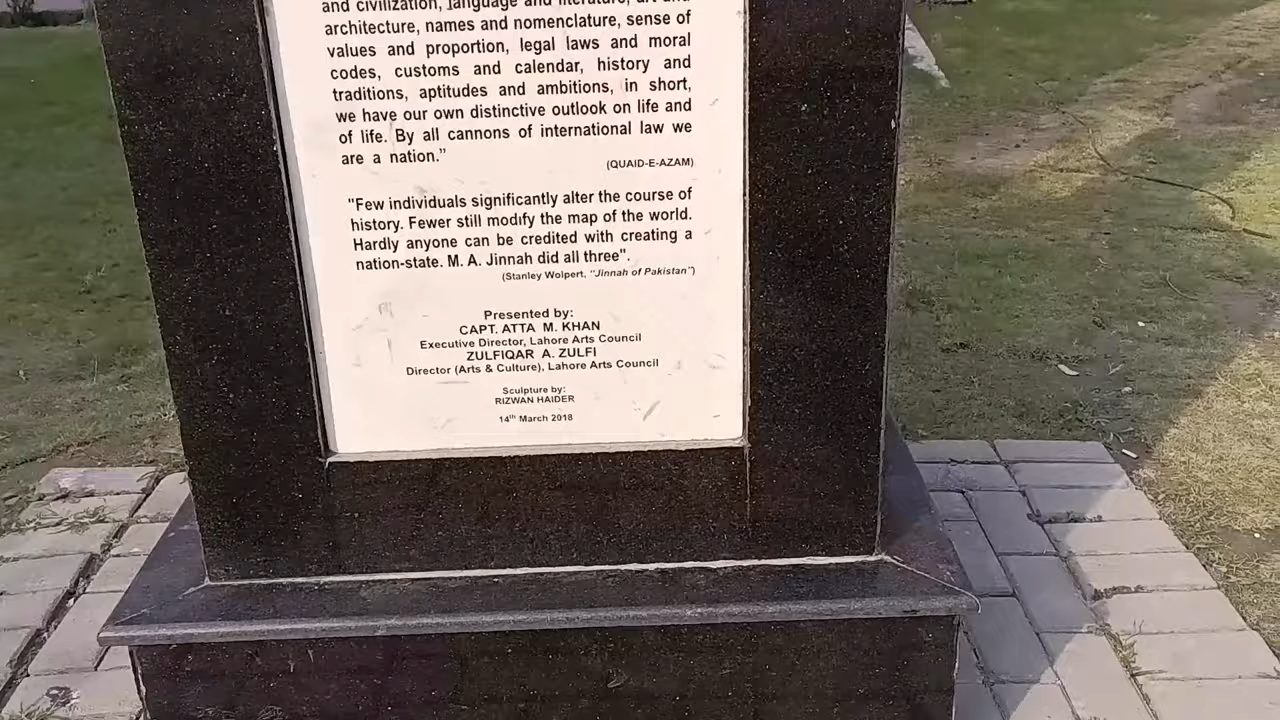 and civilization, language and literature, art and
architecture, names and nomenclature, sense of
values and proportion, legal laws and moral
codes, customs and calendar, history and
traditions, aptitudes and ambitions, in short,
we have our own distinctive outlook on life and
of life. By all cannons of international law we
are a nation.”
(QUAID-E-AZAM)
"Few individuals significantly alter the course of
history. Fewer still modify the map of the world.
Hardly anyone can be credited with creating a
nation-state. M. A. Jinnah did all three".
(Stanley Wolpert, “Jinnah of Pakistan”)
Presented by:
CAPT. ATTA M. KHAN
Executive Director, Lahore Arts Council
ZULFIQAR A. ZULFI
Director (Arts & Culture), Lahore Arts Council
Sculpture by:
RIZWAN HAIDER
14th March 2018